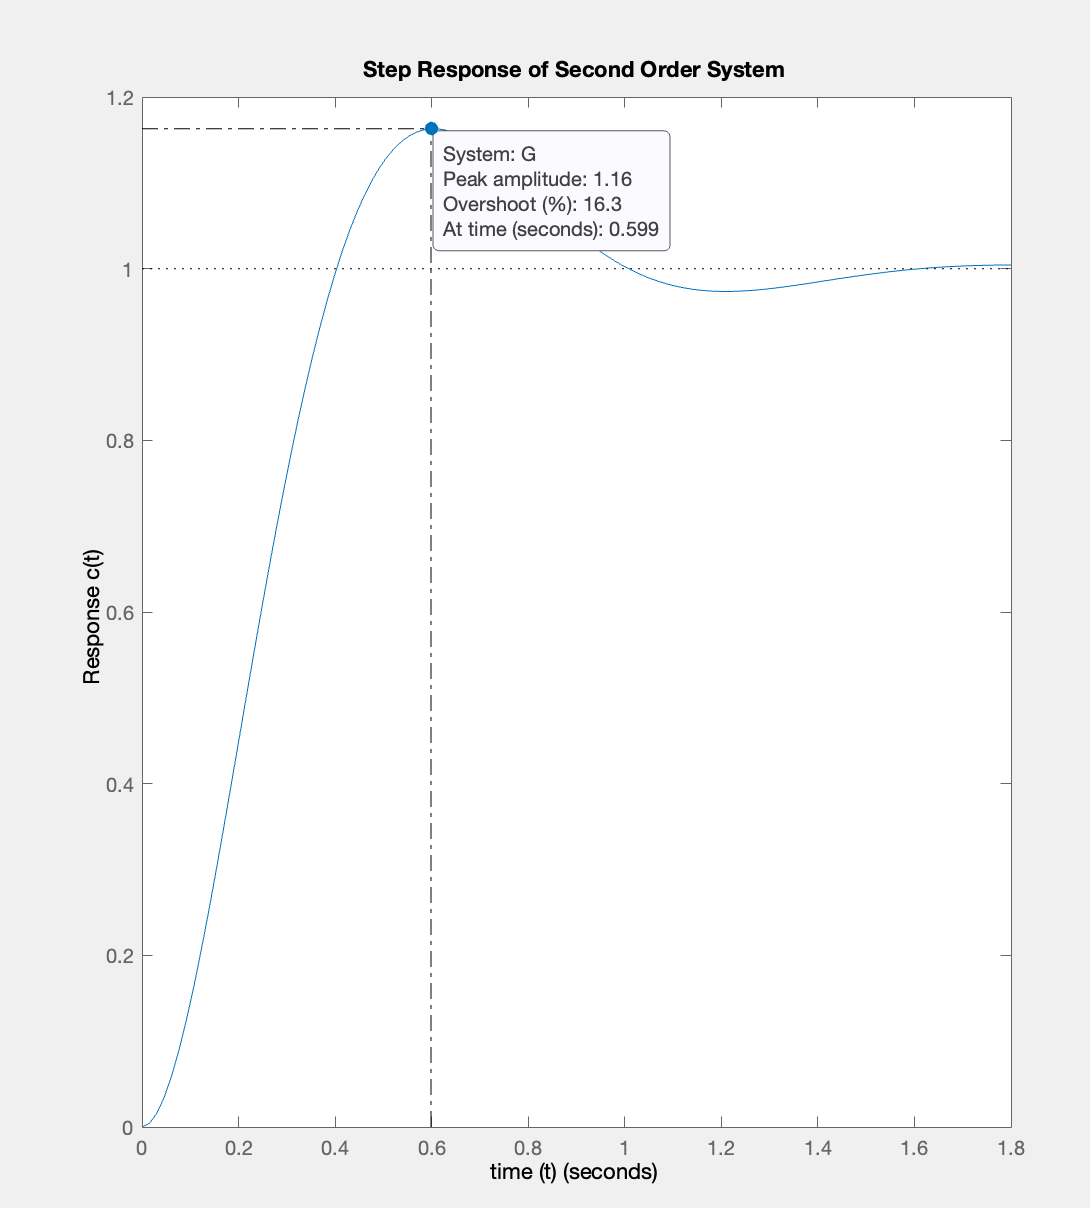 Step Response of Second Order System
1.2
1
0.8
0.6
0.4
0.2
0
Response c(t)
System: G
Peak amplitude: 1.16
Overshoot (%): 16.3
At time (seconds): 0.599
0 0.2 0.4 0.6 0.8 1 1.2 1.4 1.6 1.8
time (t) (seconds)